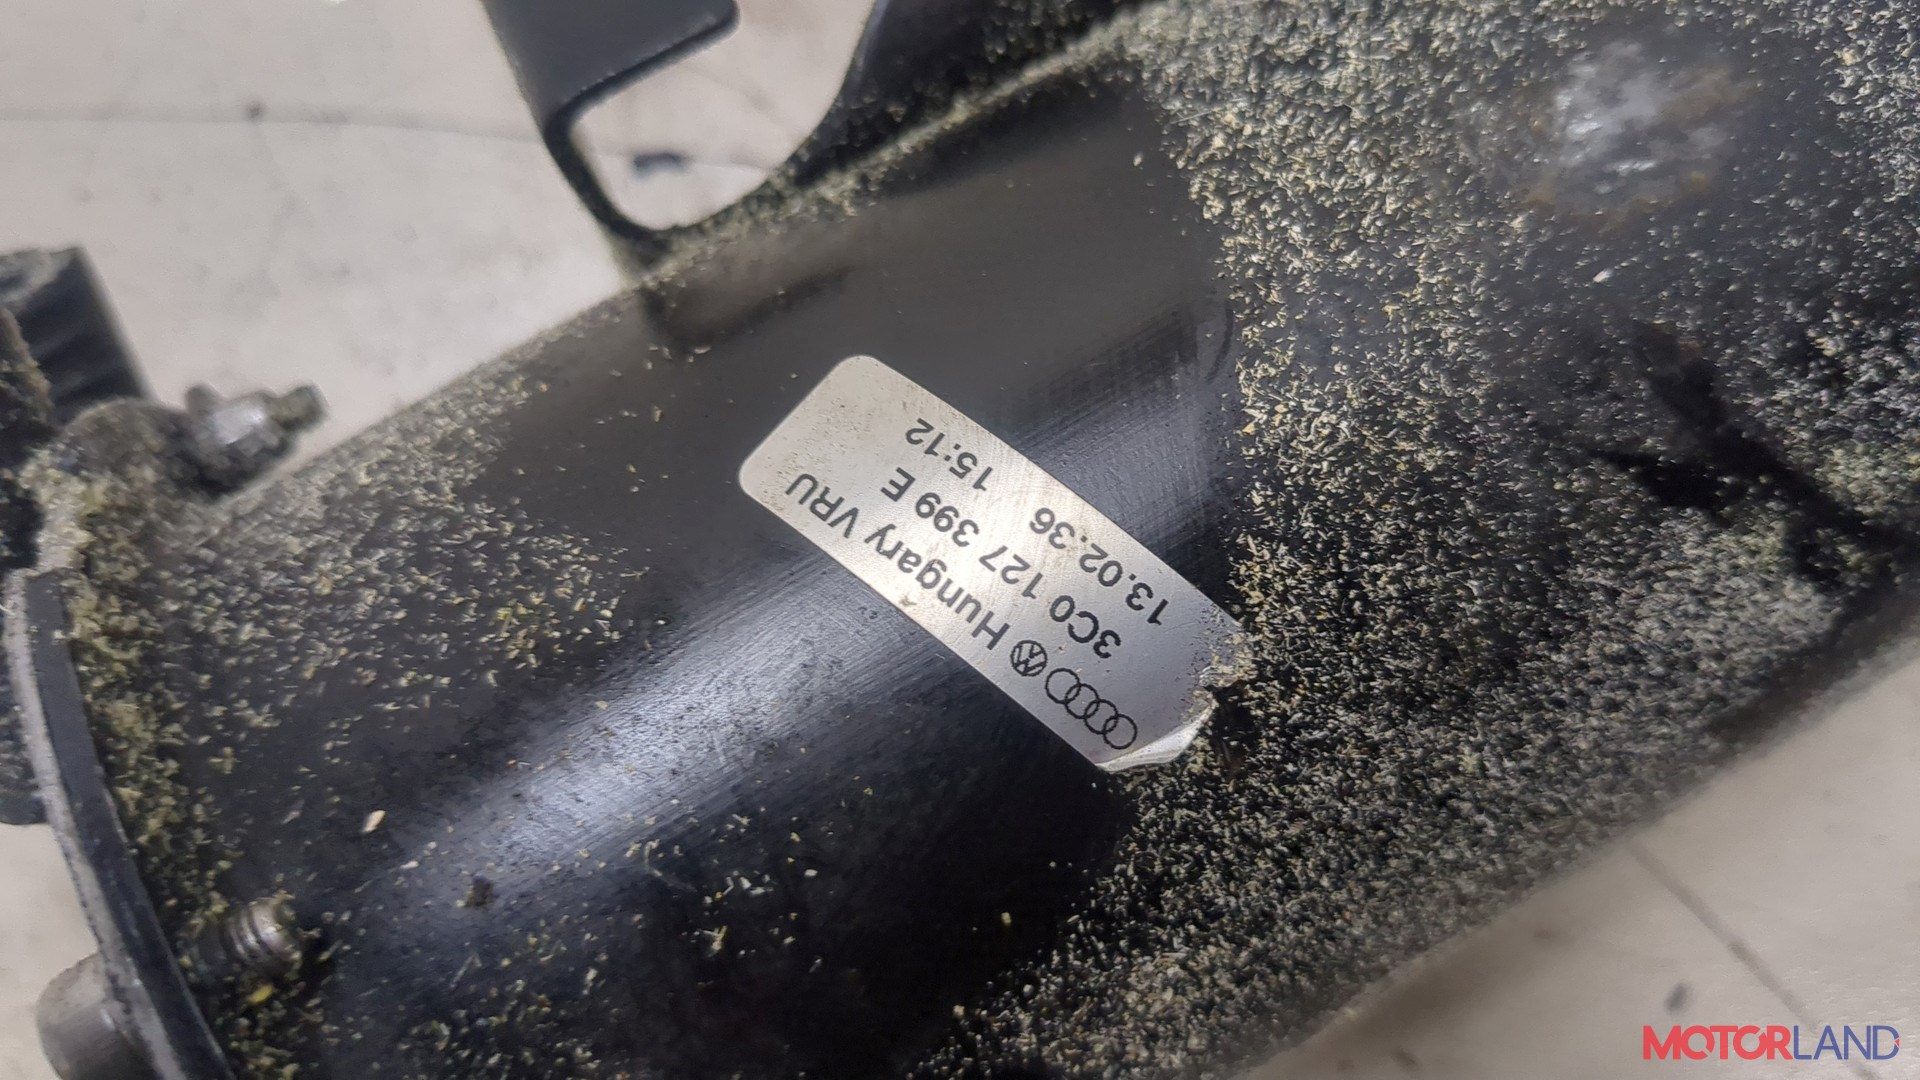 Hungary VRU
3C0 127 399 E
13.02.36 15:12
MOTORLAND